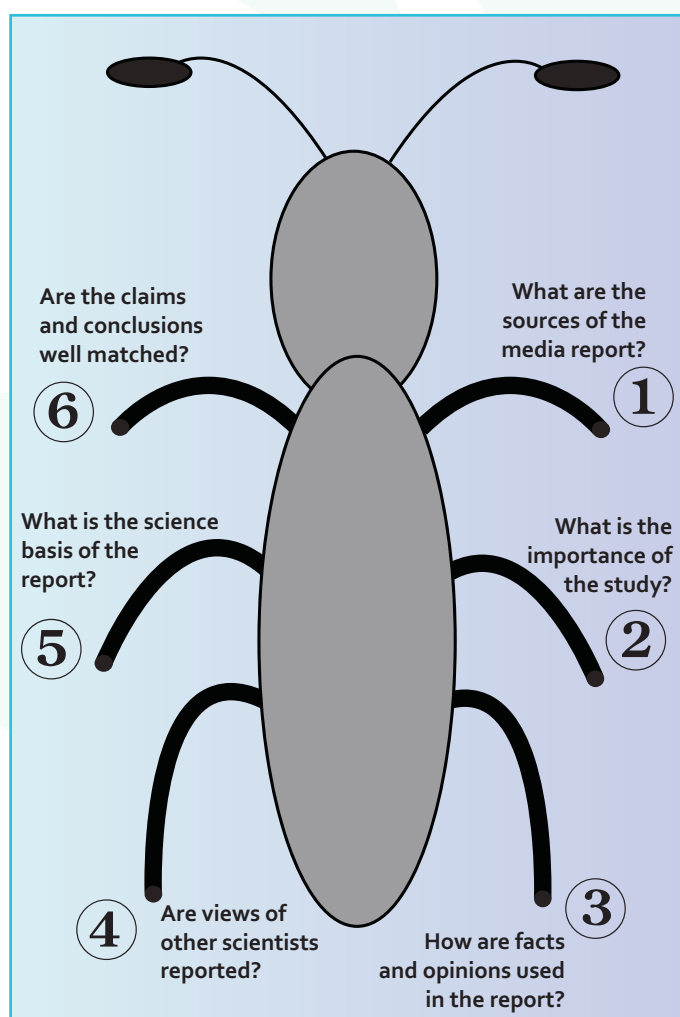 What are the
sources of the
media report?
1
What is the
importance of
the study?
2
How are facts
and opinions used
in the report?
3
Are views of
other scientists
reported?
4
What is the science
basis of the
report?
5
Are the claims
and conclusions
well matched?
6